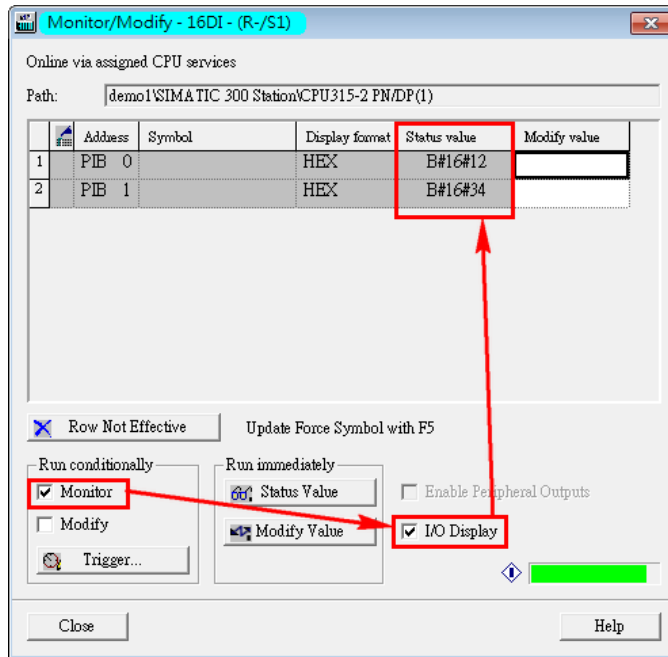 Monitor/Modify - 16DI - (R-/S1)
Online via assigned CPU services
Path: demo1\SIMATIC 300 Station\CPU315-2 PN/DP(1)
Address Symbol Display format Status value Modify value
1 PIB 0 HEX B#16#12
2 PIB 1 HEX B#16#34
Row Not Effective Update Force Symbol with F5
Run conditionally Run immediately
Monitor Status Value Enable Peripheral Outputs
Modify Modify Value I/O Display
Trigger...
Close Help